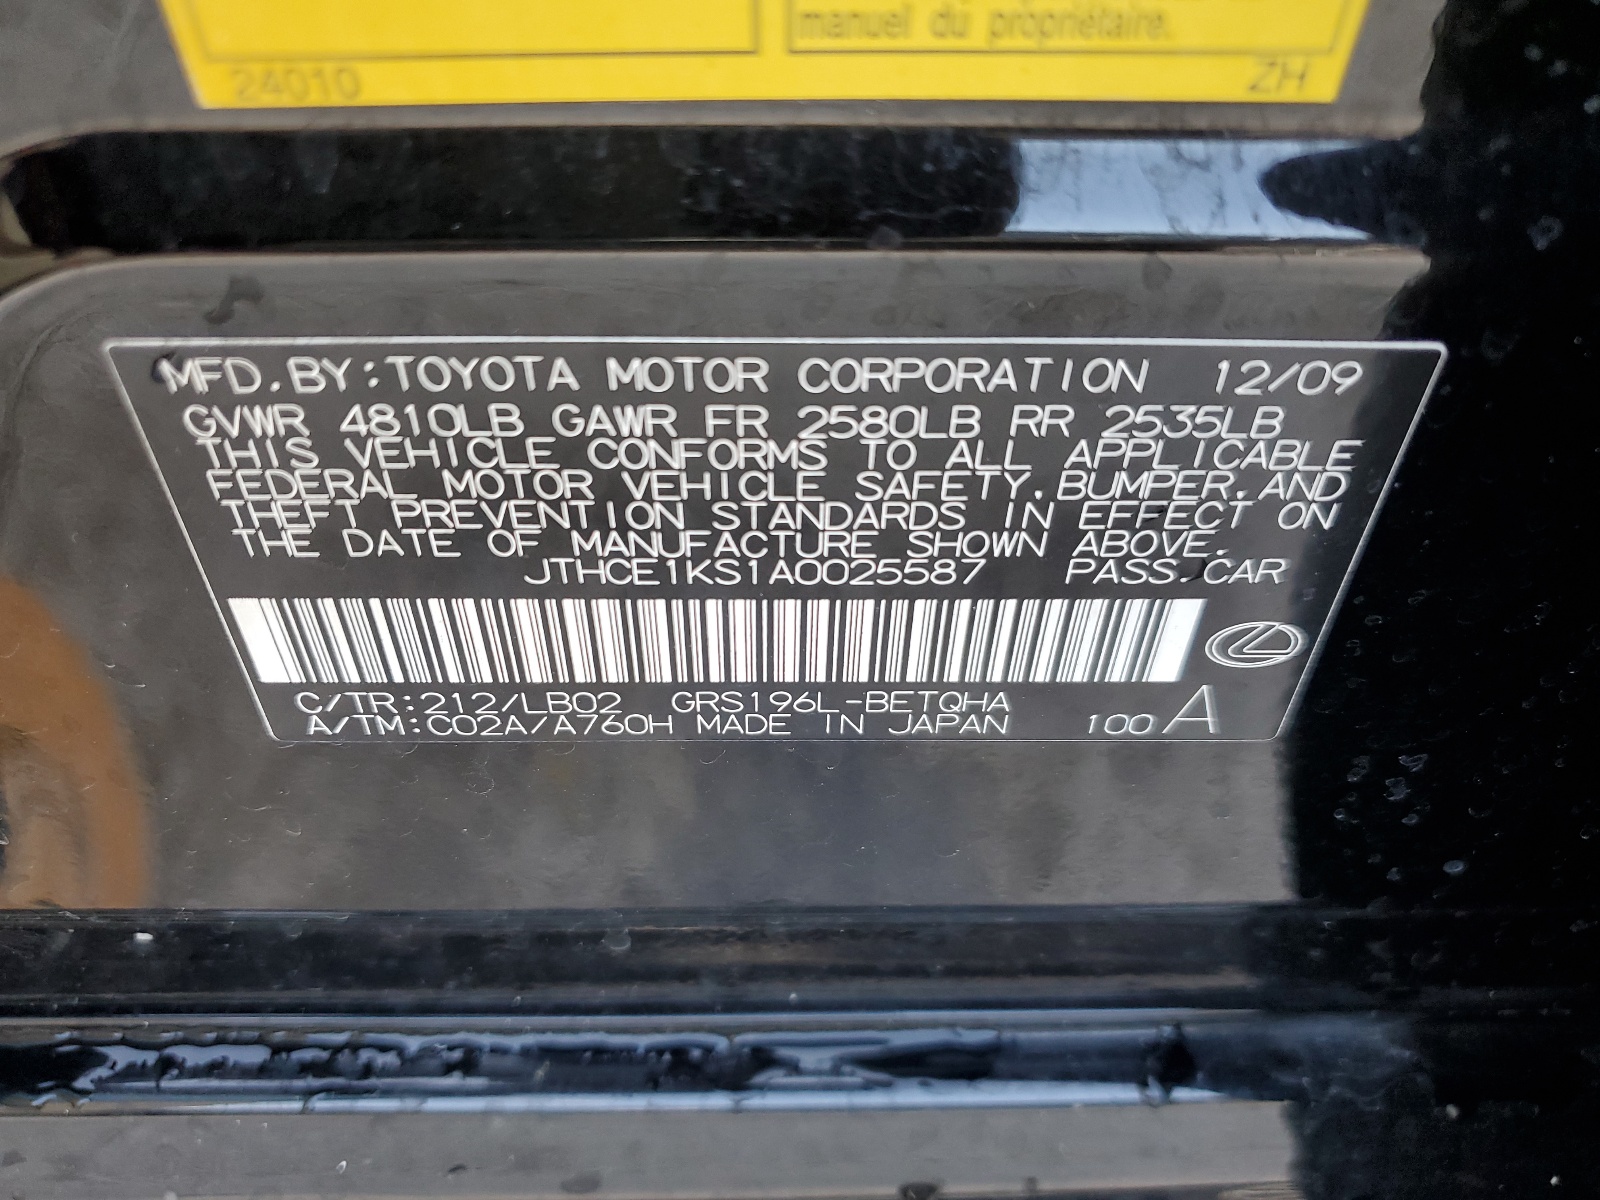 manuel du propriétaire.
24010
ZH
MFD. BY: TOYOTA MOTOR CORPORATION 12/09
GVWR 4810LB GAWR FR 2580LB RR 2535LB
THIS VEHICLE CONFORMS TO ALL APPLICABLE
FEDERAL MOTOR VEHICLE SAFETY, BUMPER, AND
THEFT PREVENTION STANDARDS IN EFFECT ON
THE DATE OF MANUFACTURE SHOWN ABOVE.
JTHCE1KS1A0025587 PASS.CAR
C/TR:212/LB02 GRS196L-BETQHA
A/TM:C02A/A760H MADE IN JAPAN 100 A